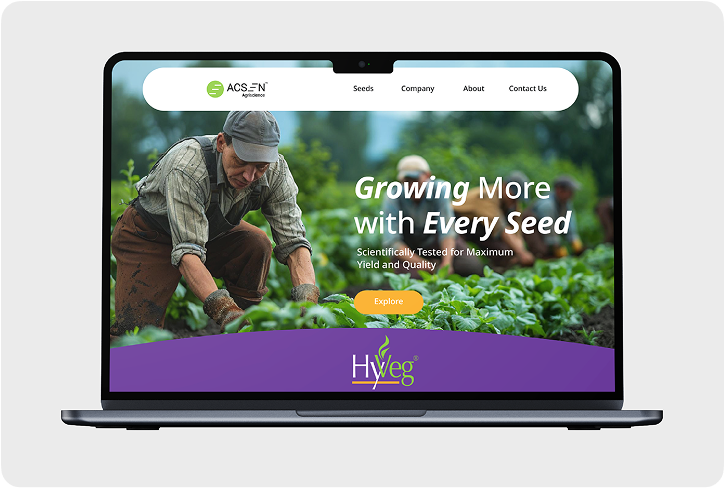 ACSEN™
Agriscience
Seeds
Company
About
Contact Us
Growing More
with Every Seed
Scientifically Tested for Maximum
Yield and Quality
Explore
HyVeg®